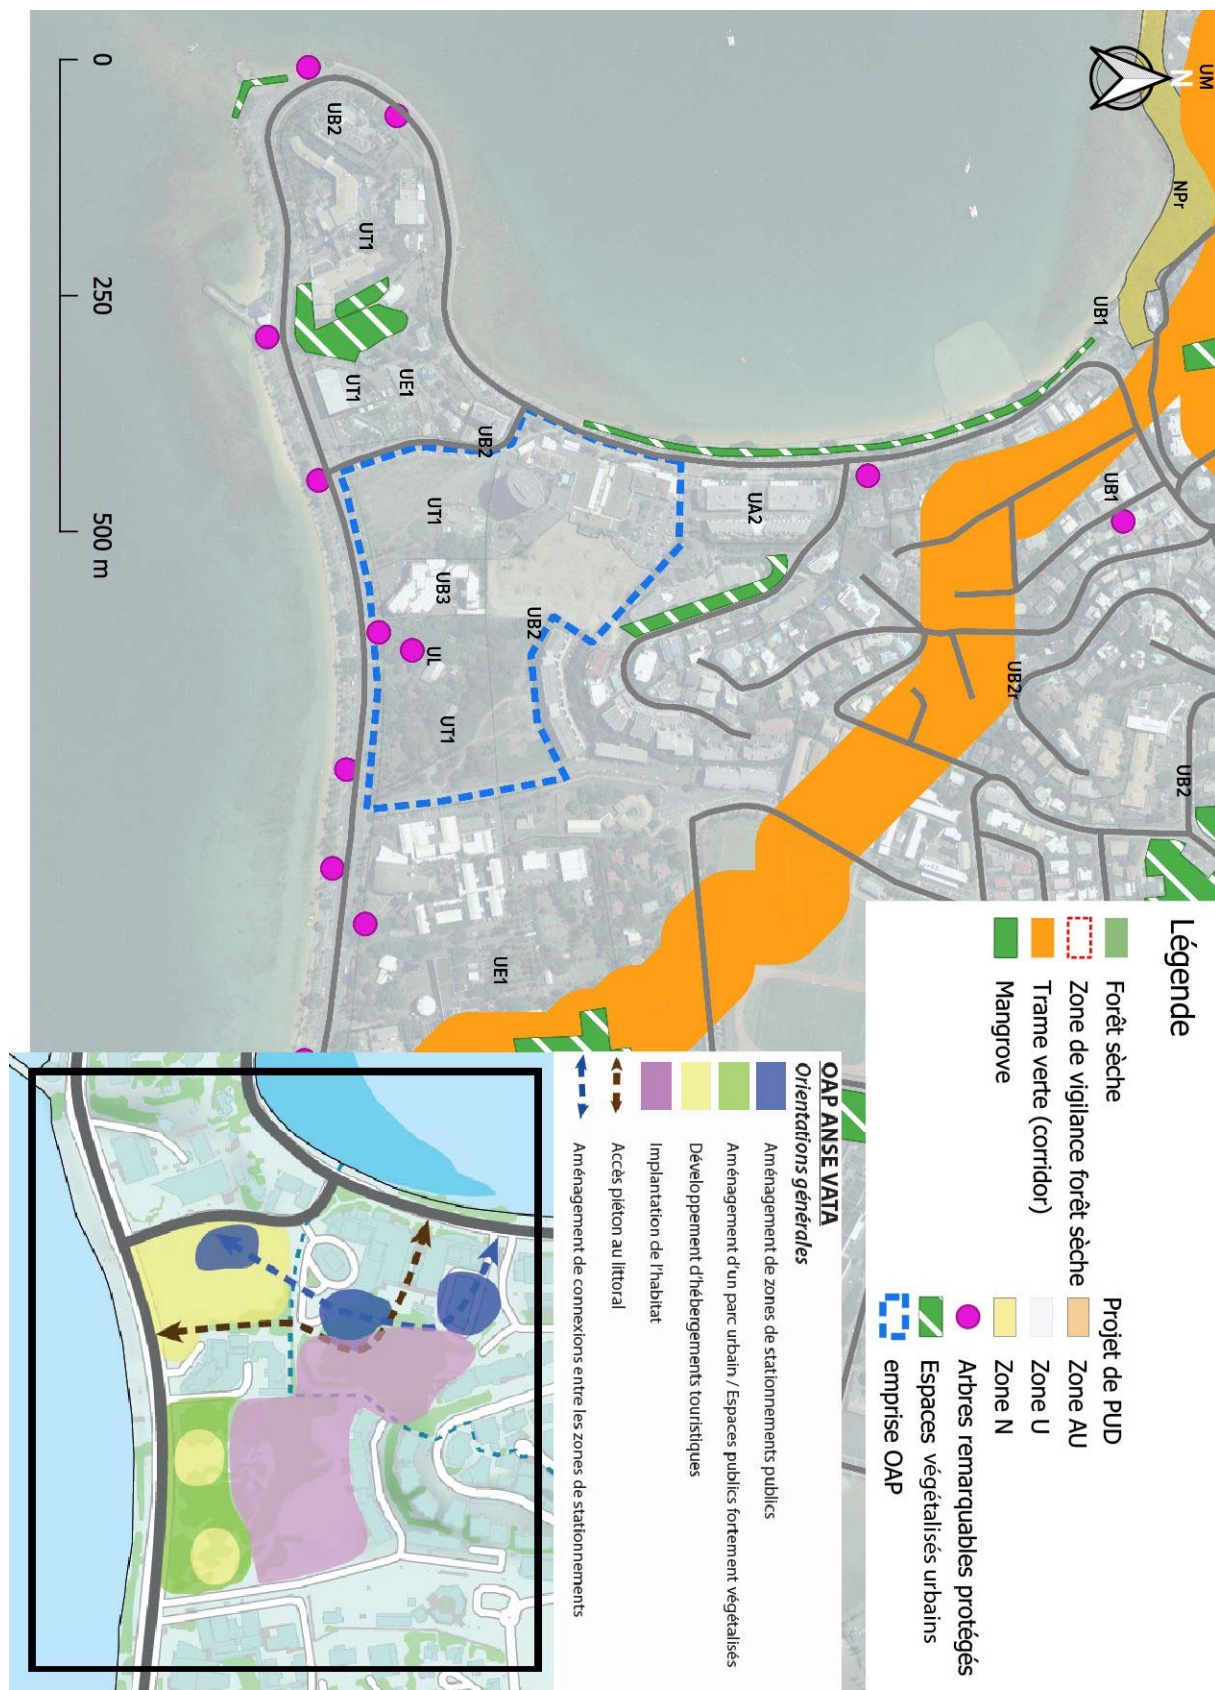 N
UM
NPr
UB2
UT1
UB1
UE1
UT1
UB2
UA2
UB1
UT1
UB3
UB2
UL
UB2r
UT1
UB2
UE1
0
250
500 m
Légende
Forêt sèche
Zone de vigilance forêt sèche
Trame verte (corridor)
Mangrove
Projet de PUD
Zone AU
Zone U
Zone N
Arbres remarquables protégés
Espaces végétalisés urbains
emprise OAP
OAP ANSE VATA
Orientations générales
Aménagement de zones de stationnements publics
Aménagement d'un parc urbain / Espaces publics fortement végétalisés
Développement d'hébergements touristiques
Implantation de l'habitat
Accès piéton au littoral
Aménagement de connexions entre les zones de stationnements